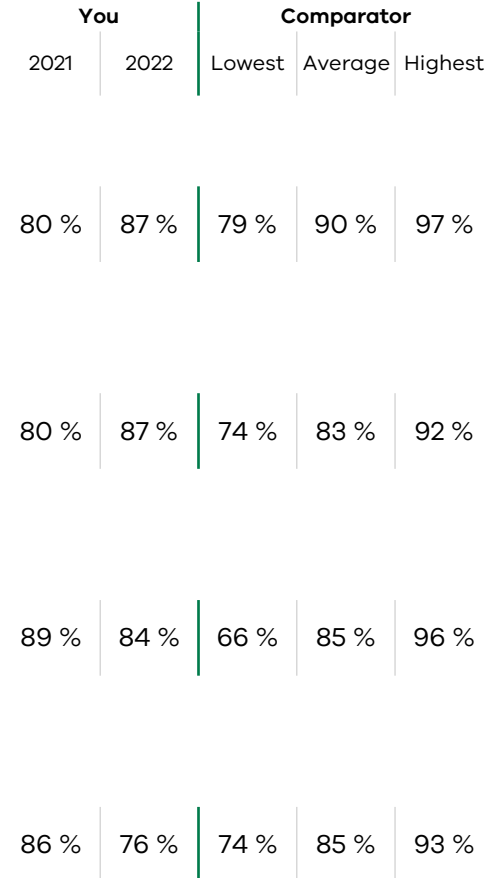 You Comparator
2021 2022 Lowest Average Highest
80 % 87 % 79 % 90 % 97 %
80 % 87 % 74 % 83 % 92 %
89 % 84 % 66 % 85 % 96 %
86 % 76 % 74 % 85 % 93 %